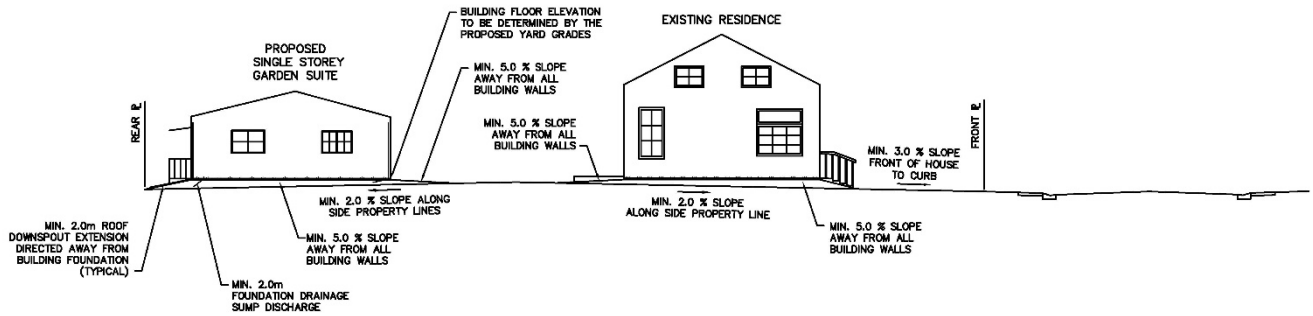 BUILDING FLOOR ELEVATION
TO BE DETERMINED BY THE
PROPOSED YARD GRADES
EXISTING RESIDENCE
PROPOSED
SINGLE STOREY
GARDEN SUITE
MIN. 5.0 % SLOPE
AWAY FROM ALL
BUILDING WALLS
REAR ⅊
MIN. 5.0 % SLOPE
AWAY FROM ALL
BUILDING WALLS
FRONT ⅊
MIN. 3.0 % SLOPE
FRONT OF HOUSE
TO CURB
MIN. 2.0 % SLOPE ALONG
SIDE PROPERTY LINES
MIN. 2.0 % SLOPE
ALONG SIDE PROPERTY LINE
MIN. 2.0m ROOF
DOWNSPOUT EXTENSION
DIRECTED AWAY FROM
BUILDING FOUNDATION
(TYPICAL)
MIN. 5.0 % SLOPE
AWAY FROM ALL
BUILDING WALLS
MIN. 5.0 % SLOPE
AWAY FROM ALL
BUILDING WALLS
MIN. 2.0m
FOUNDATION DRAINAGE
SUMP DISCHARGE